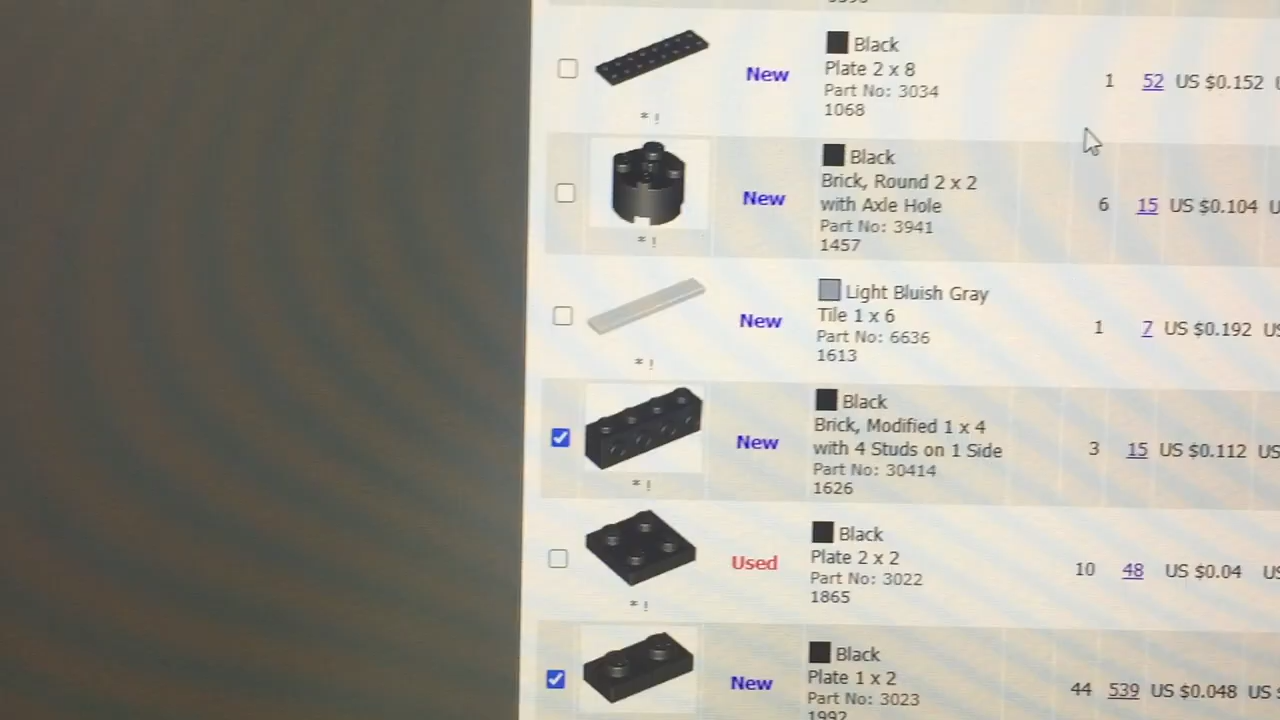 Black
New
Plate 2 x 8
1 52 US $0.152
Part No: 3034
1068
* !
Black
New
Brick, Round 2 x 2
with Axle Hole
6 15 US $0.104
Part No: 3941
1457
* !
Light Bluish Gray
New
Tile 1 x 6
1 7 US $0.192
Part No: 6636
1613
* !
Black
New
Brick, Modified 1 x 4
with 4 Studs on 1 Side
3 15 US $0.112 US
Part No: 30414
1626
* !
Black
Used
Plate 2 x 2
10 48 US $0.04 US
Part No: 3022
1865
* !
Black
New
Plate 1 x 2
44 539 US $0.048 US
Part No: 3023
1992